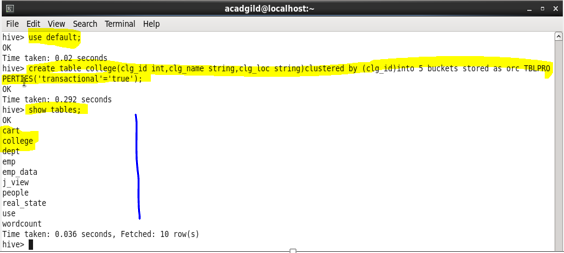 acadgild@localhost:~
File Edit View Search Terminal Help
hive> use default;
OK
Time taken: 0.02 seconds
hive> create table college(clg_id int,clg_name string,clg_loc string)clustered by (clg_id)into 5 buckets stored as orc TBLPRO
PERTIES('transactional'='true');
OK
Time taken: 0.292 seconds
hive> show tables;
OK
cart
college
dept
emp
emp_data
j_view
people
real_state
use
wordcount
Time taken: 0.036 seconds, Fetched: 10 row(s)
hive>